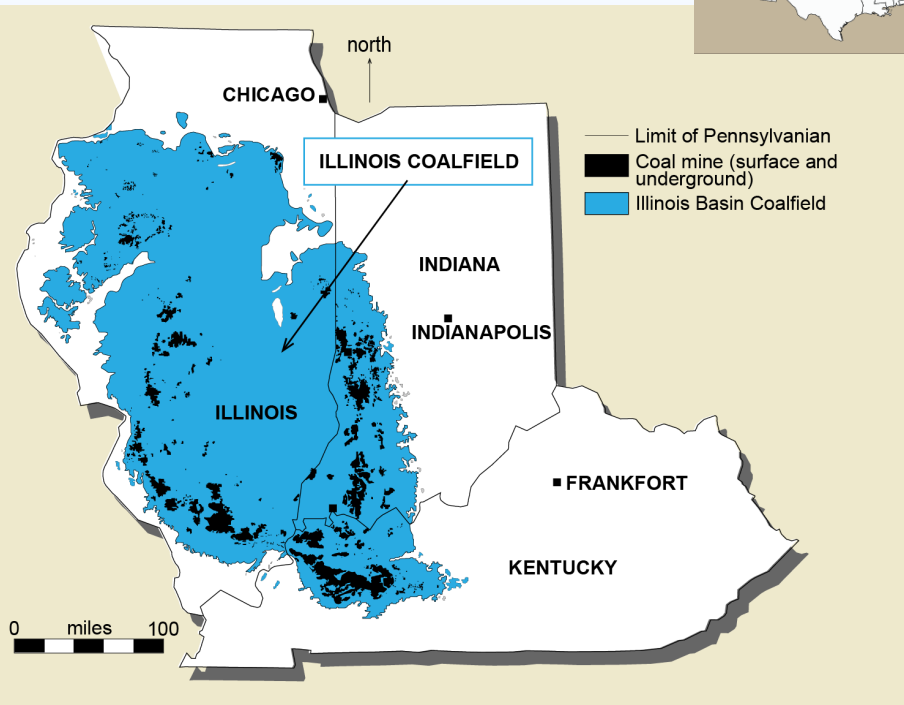 north
CHICAGO
ILLINOIS COALFIELD
Limit of Pennsylvanian
Coal mine (surface and
underground)
Illinois Basin Coalfield
INDIANA
INDIANAPOLIS
ILLINOIS
FRANKFORT
KENTUCKY
0 miles 100